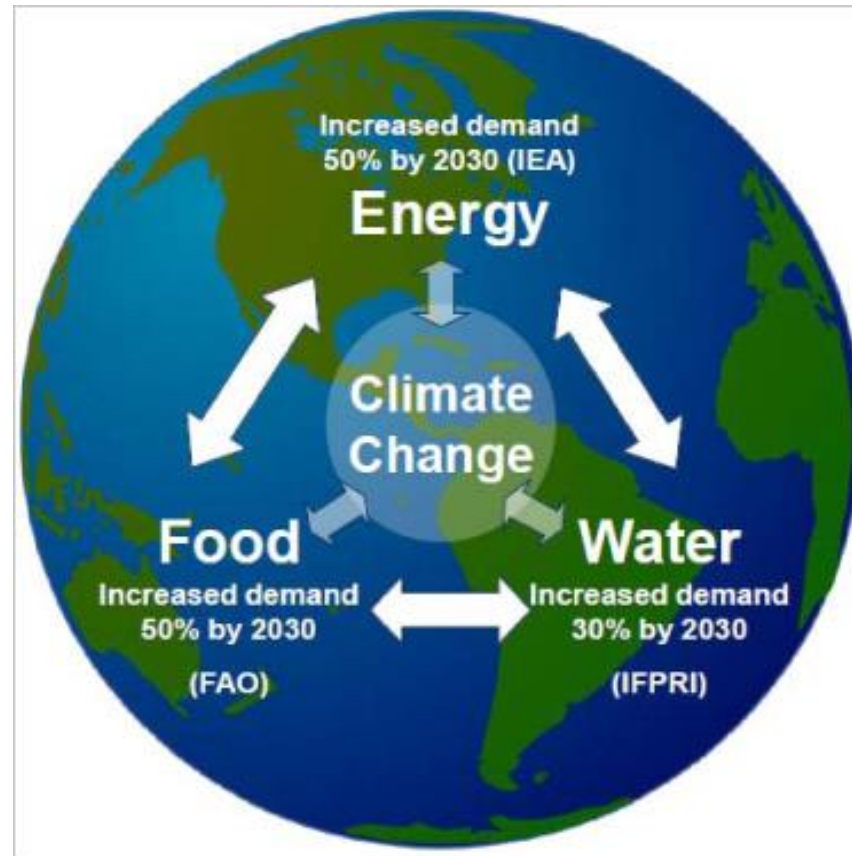 Increased demand
50% by 2030 (IEA)
Energy
Climate
Change
Food
Increased demand
50% by 2030
(FAO)
Water
Increased demand
30% by 2030
(IFPRI)